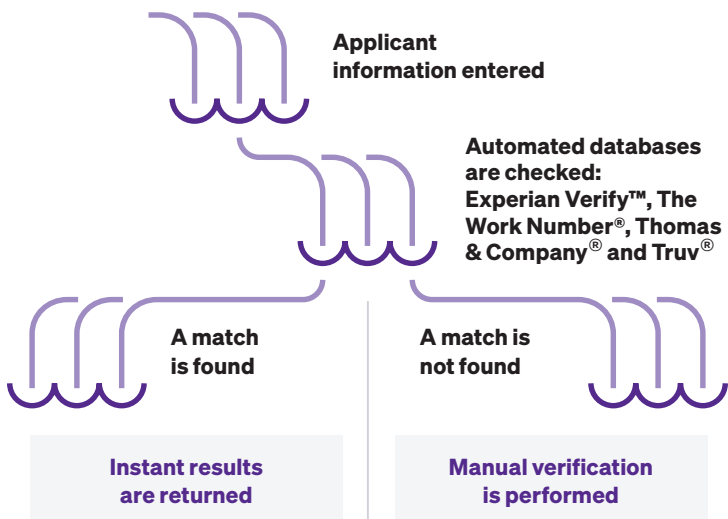 Applicant
information entered
Automated databases
are checked:
Experian Verify™, The
Work Number®, Thomas
& Company® and Truv®
A match
is found
A match is
not found
Instant results
are returned
Manual verification
is performed